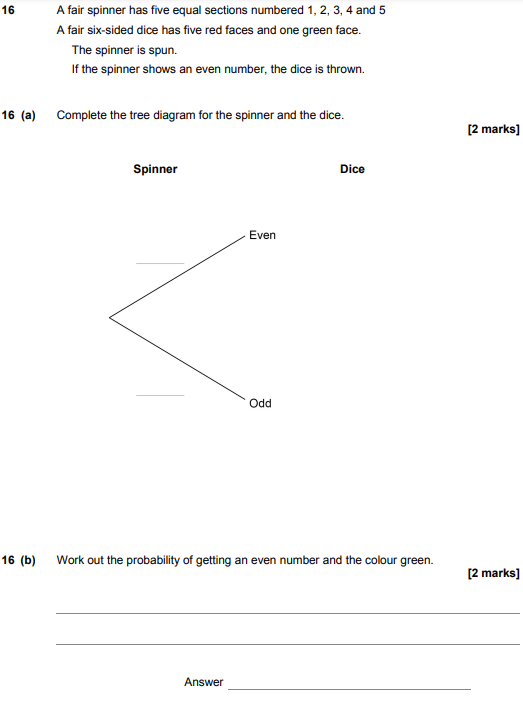 16 A fair spinner has five equal sections numbered 1, 2, 3, 4 and 5
A fair six-sided dice has five red faces and one green face.
The spinner is spun.
If the spinner shows an even number, the dice is thrown.
16 (a) Complete the tree diagram for the spinner and the dice.
[2 marks]
Spinner Dice
Even
Odd
16 (b) Work out the probability of getting an even number and the colour green.
[2 marks]
Answer